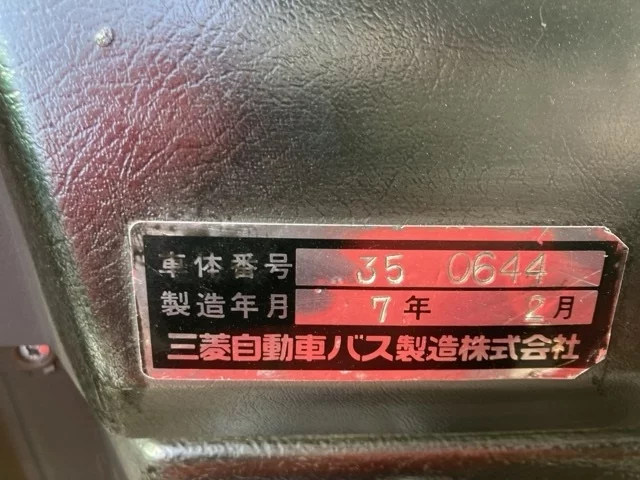 車体番号 35 0644
製造年月 7年 2月
三菱自動車バス製造株式会社